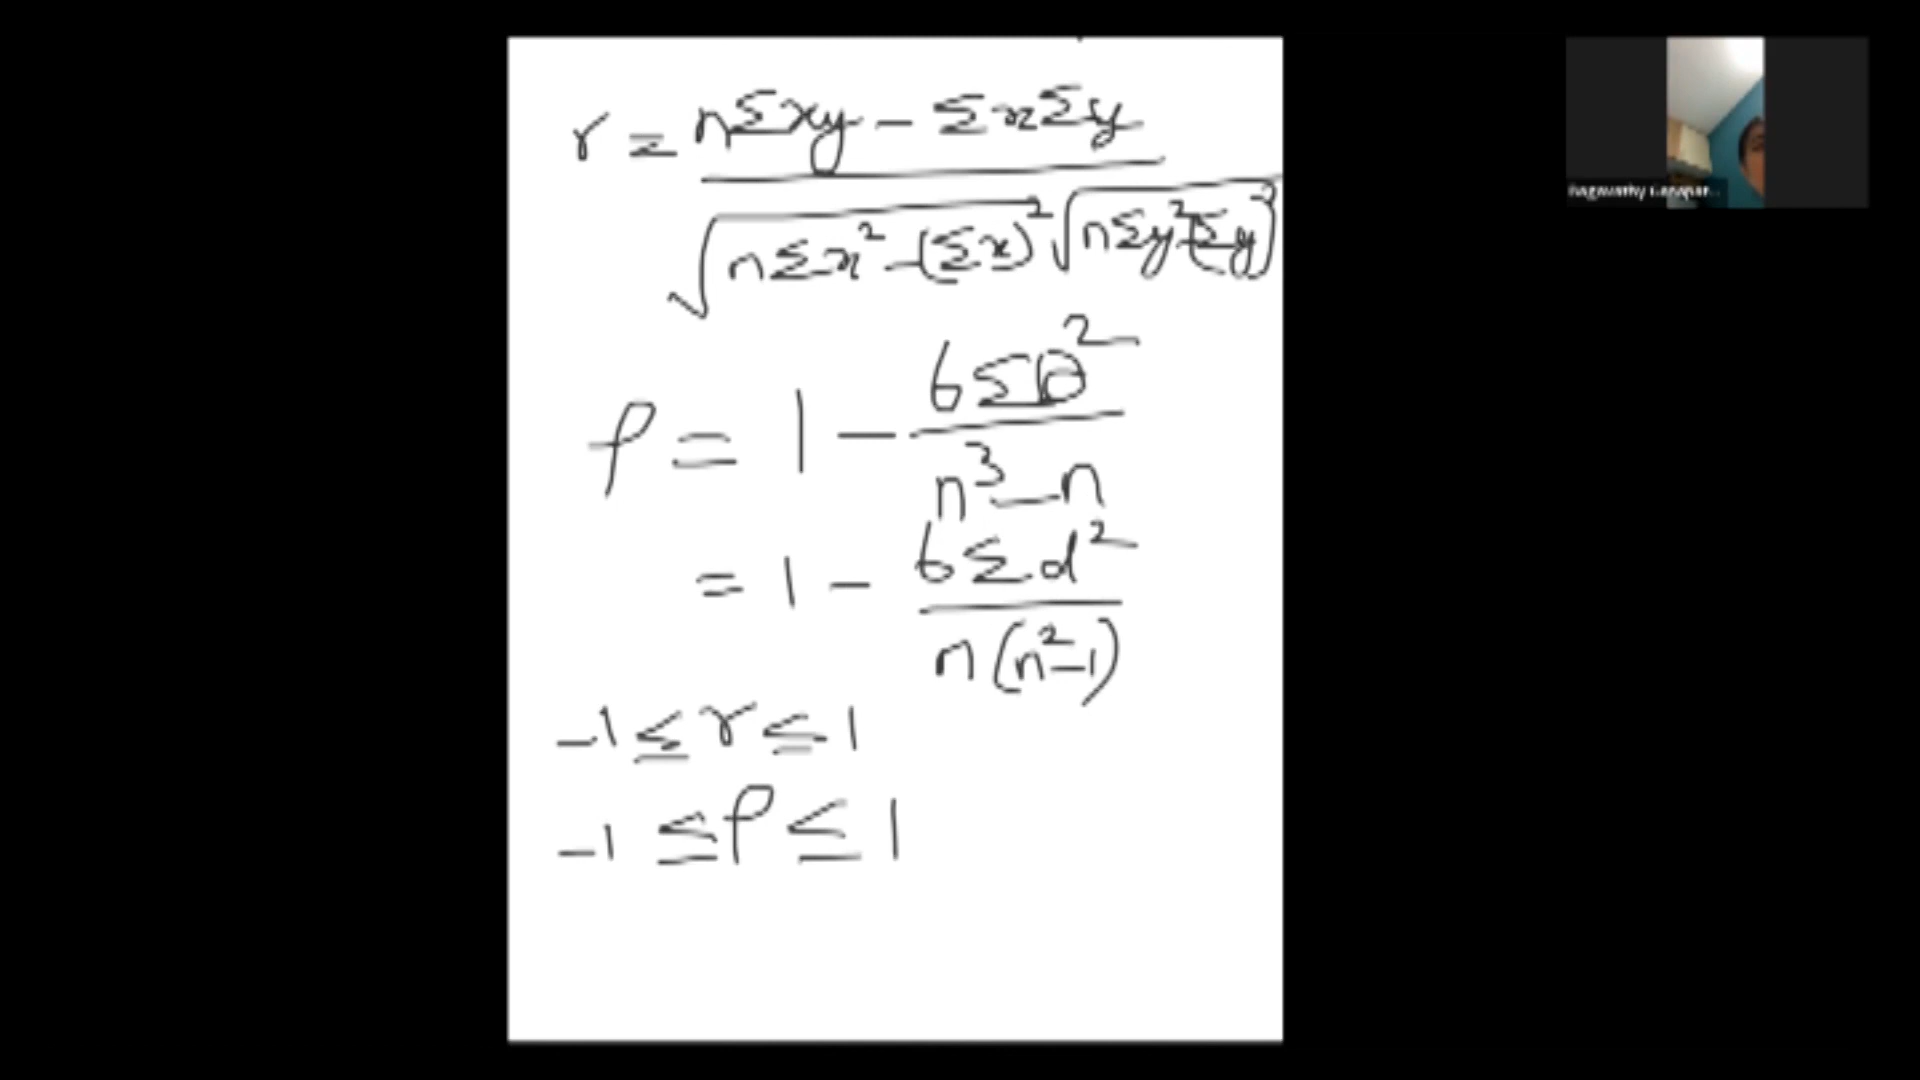 r = nΣxy - ΣxΣy
√nΣx² - (Σx)² √nΣy² - (Σy)²
ρ = 1 - 6ΣD²
n³ - n
= 1 - 6Σd²
n(n²-1)
-1 ≤ r ≤ 1
-1 ≤ ρ ≤ 1